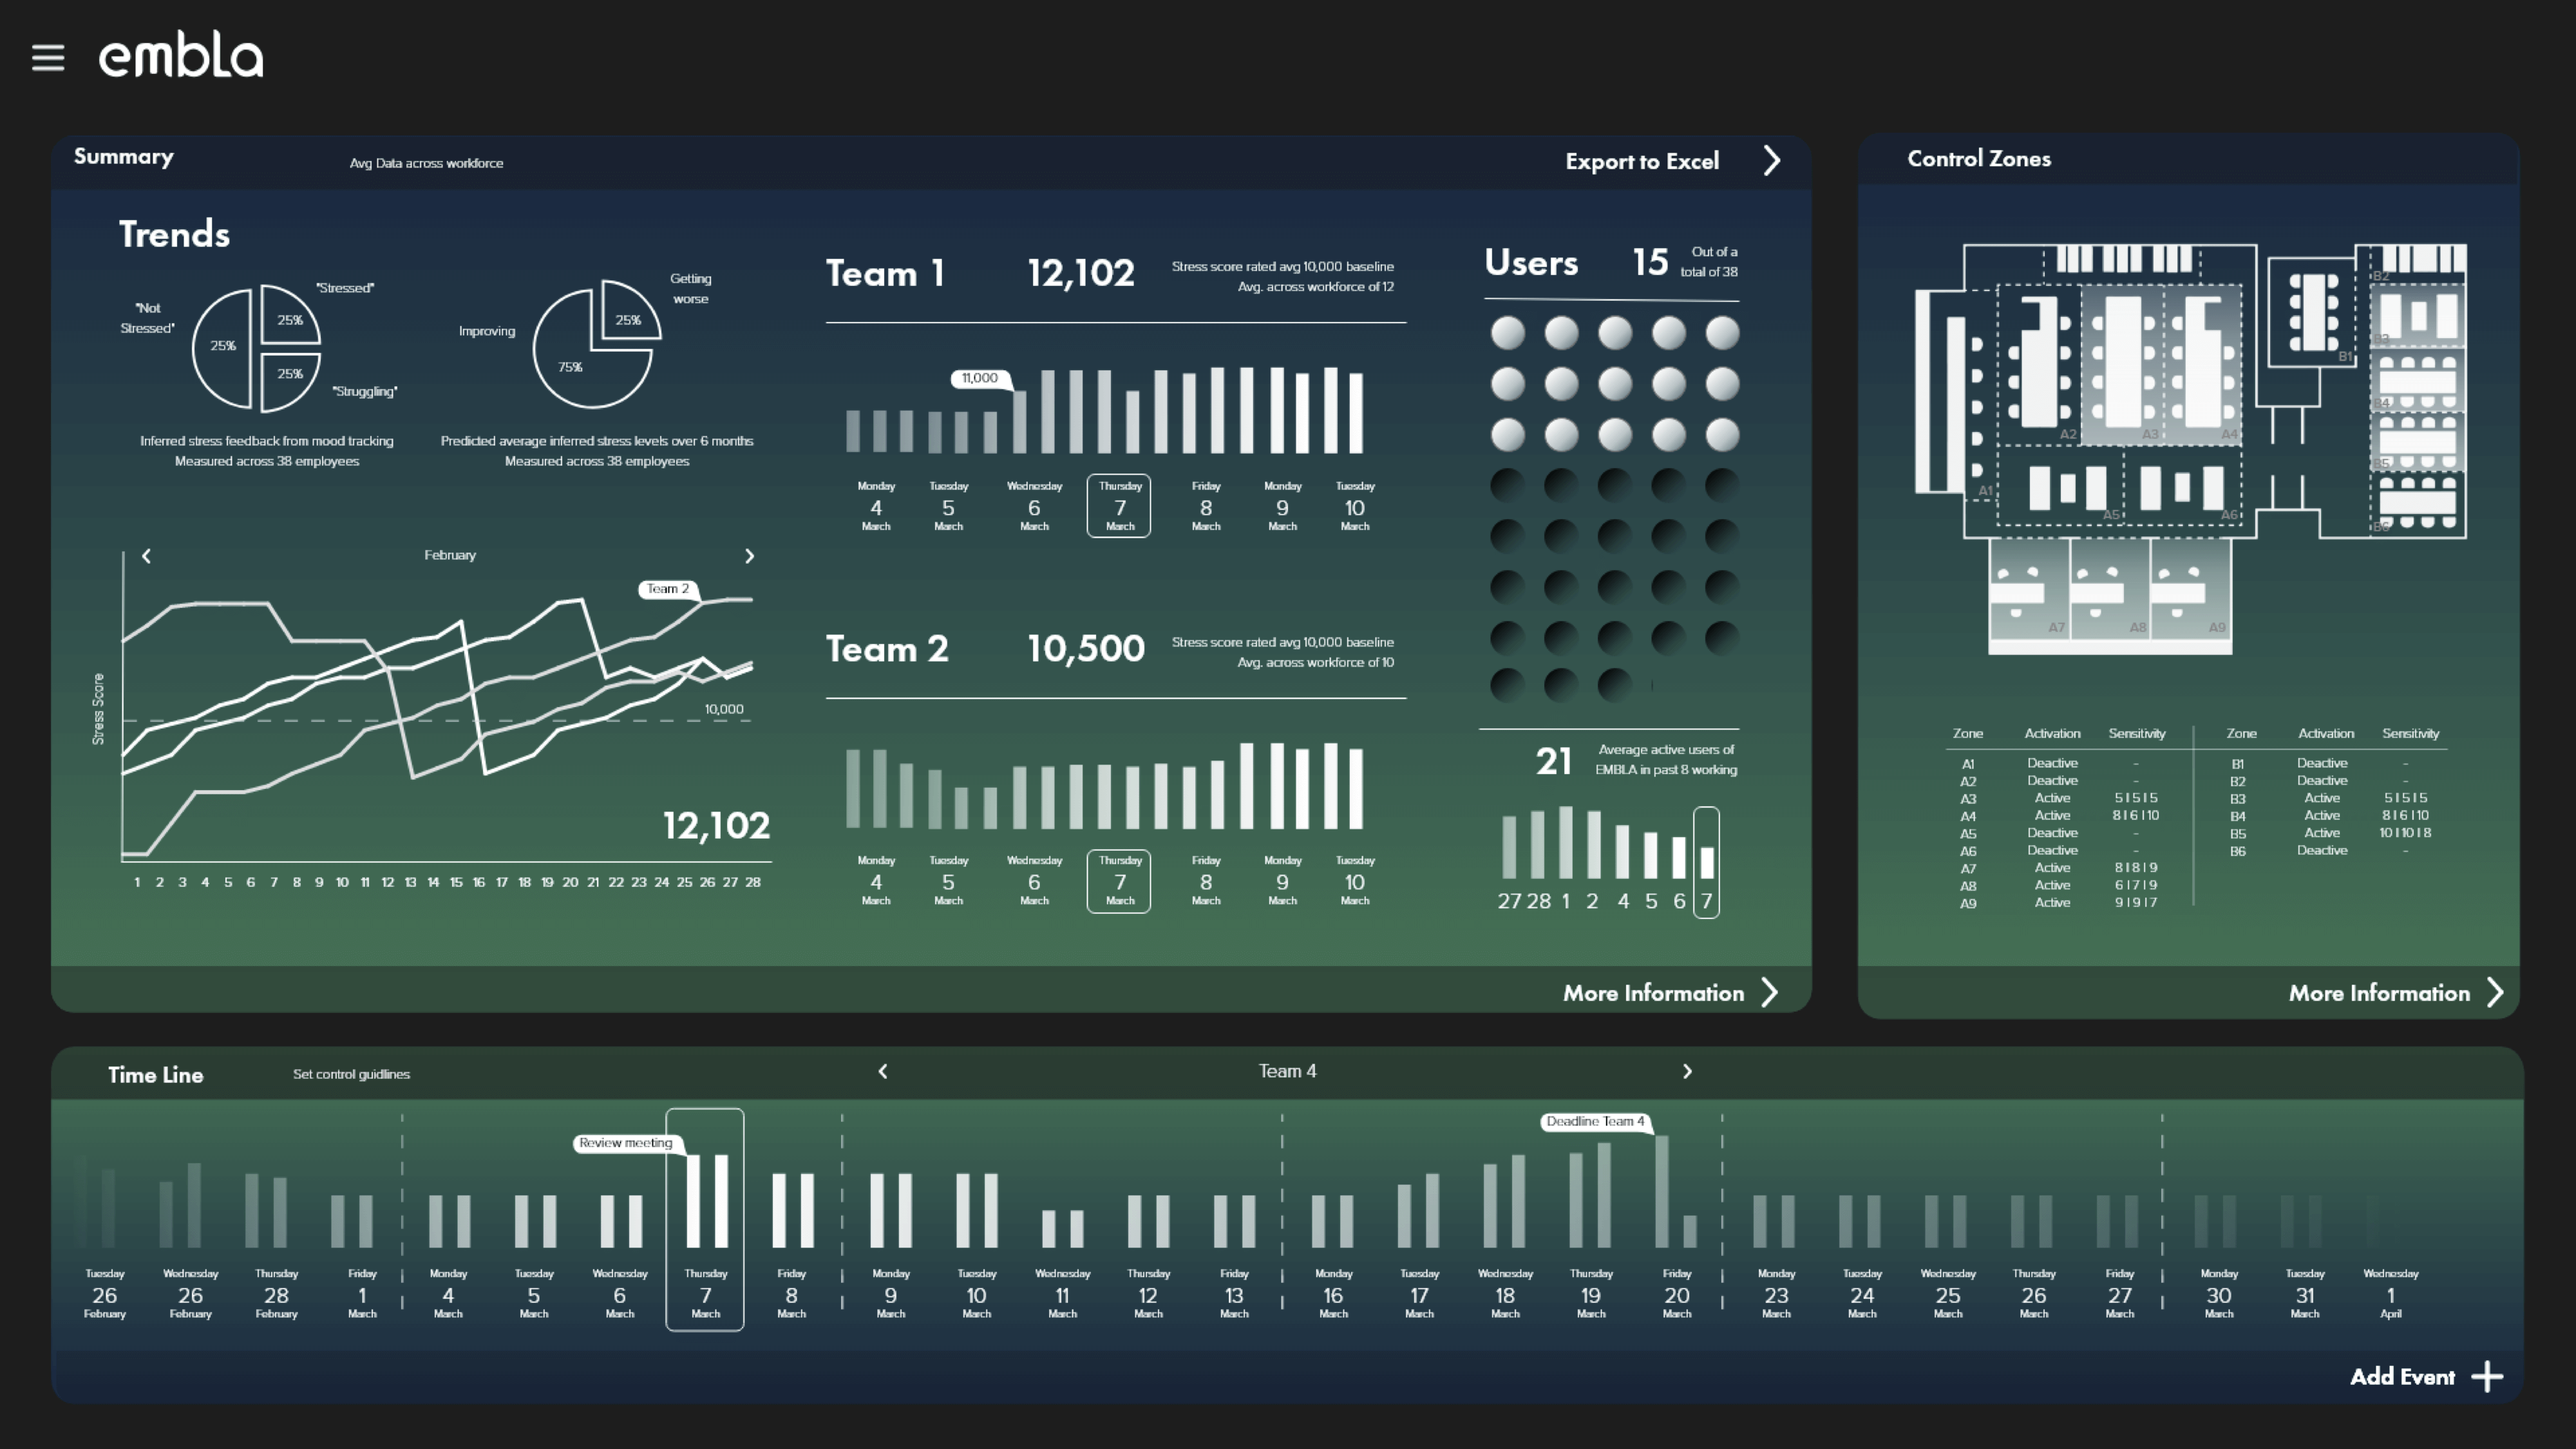 embla
Summary
Avg Data across workforce
Export to Excel
Trends
"Not
Stressed"
"Stressed"
25%
25%
25%
"Struggling"
Inferred stress feedback from mood tracking
Measured across 38 employees
Improving
Getting
worse
25%
75%
Predicted average inferred stress levels over 6 months
Measured across 38 employees
February
Team 2
Stress Score
10,000
12,102
1 2 3 4 5 6 7 8 9 10 11 12 13 14 15 16 17 18 19 20 21 22 23 24 25 26 27 28
Team 1
12,102
Stress score rated avg 10,000 baseline
Avg. across workforce of 12
11,000
Monday Tuesday Wednesday Thursday Friday Monday Tuesday
4 5 6 7 8 9 10
March March March March March March March
Team 2
10,500
Stress score rated avg 10,000 baseline
Avg. across workforce of 10
Monday Tuesday Wednesday Thursday Friday Monday Tuesday
4 5 6 7 8 9 10
March March March March March March March
Users
15
Out of a
total of 38
21
Average active users of
EMBLA in past 8 working
27 28 1 2 4 5 6 7
More Information
Control Zones
B2
B3
B1
B4
A2 A3 A4
B5
A1
A5 A6
B6
A7 A8 A9
Zone Activation Sensitivity Zone Activation Sensitivity
A1 Deactive - B1 Deactive -
A2 Deactive - B2 Deactive -
A3 Active 5|5|5 B3 Active 5|5|5
A4 Active 8|6|10 B4 Active 8|6|10
A5 Deactive - B5 Active 10|10|8
A6 Deactive - B6 Deactive -
A7 Active 8|8|9
A8 Active 6|7|9
A9 Active 9|9|7
More Information
Time Line
Set control guidlines
Team 4
Review meeting
Deadline Team 4
Tuesday Wednesday Thursday Friday Monday Tuesday Wednesday Thursday Friday Monday Tuesday Wednesday Thursday Friday Monday Tuesday Wednesday Thursday Friday Monday Tuesday Wednesday Thursday Friday Monday Tuesday Wednesday
26 26 28 1 4 5 6 7 8 9 10 11 12 13 16 17 18 19 20 23 24 25 26 27 30 31 1
February February February March March March March March March March March March March March March March March March March March March March March March March March April
Add Event